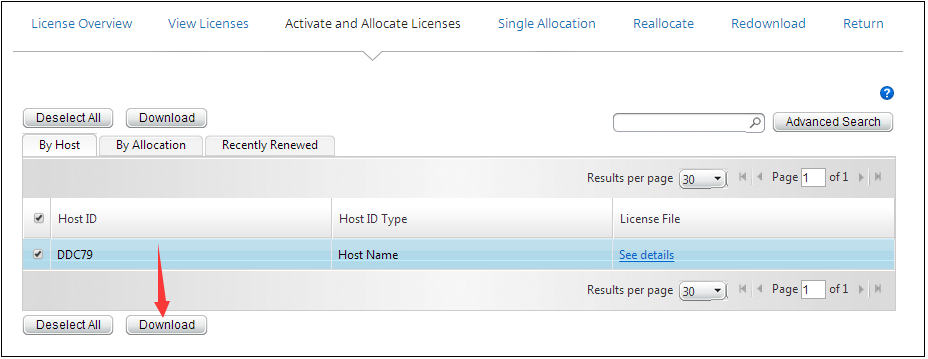 License Overview View Licenses Activate and Allocate Licenses Single Allocation Reallocate Redownload Return
?
Deselect All Download Advanced Search
By Host By Allocation Recently Renewed
Results per page 30 Page 1 of 1
Host ID Host ID Type License File
DDC79 Host Name See details
Results per page 30 Page 1 of 1
Deselect All Download